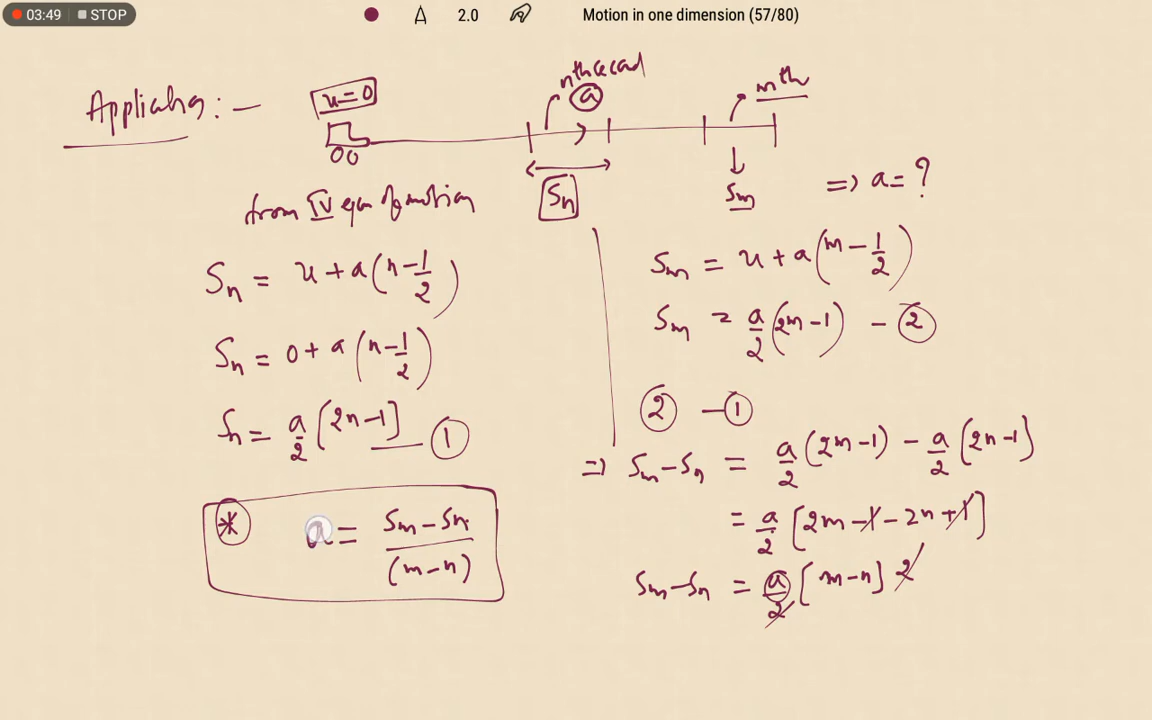 03:49 STOP
2.0
Motion in one dimension (57/80)
:-
u=0
nth
a
mth
Sn
Sm
=> a=?
from IV eqn of motion
Sn = u+a(n-1/2)
Sn = 0+a(n-1/2)
Sn = a/2 [2n-1] — 1
* a = Sm-Sn/(m-n)
Sm = u+a(m-1/2)
Sm = a/2 (2m-1) - 2
2 - 1
=> Sm-Sn = a/2 (2m-1) - a/2 [2n-1]
= a/2 [2m-1-2n+1]
Sm-Sn = a/2 [m-n] 2